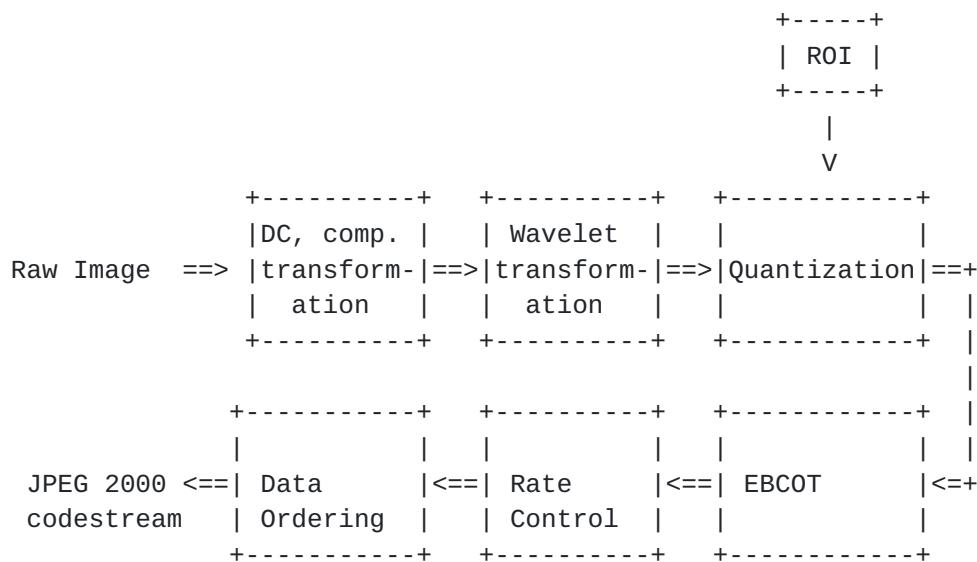 +-----+
                                                  | ROI |
                                                  +-----+
                                                     |
                                                     V
               +----------+   +----------+   +------------+
               |DC, comp. |   | Wavelet  |   |            |
Raw Image  ==> |transform-|==>|transform-|==>|Quantization|==+
               |  ation   |   |  ation   |   |            |  |
               +----------+   +----------+   +------------+  |
                                                             |
              +-----------+   +----------+   +------------+  |
              |           |   |          |   |            |  |
 JPEG 2000 <==| Data      |<==| Rate     |<==| EBCOT      |<=+
 codestream   | Ordering  |   | Control  |   |            |
              +-----------+   +----------+   +------------+